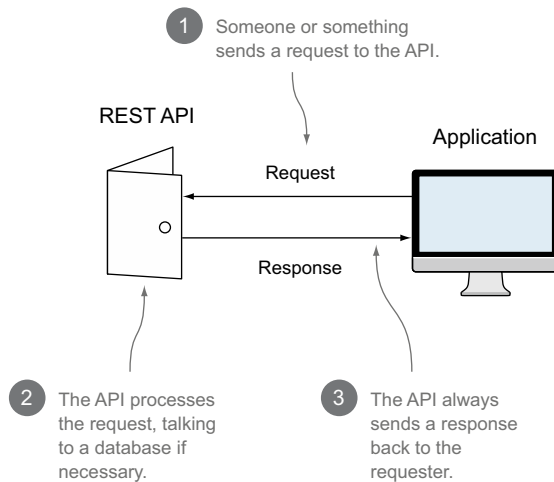 1 Someone or something
sends a request to the API.
REST API
Application
Request
Response
2 The API processes
the request, talking
to a database if
necessary.
3 The API always
sends a response
back to the
requester.